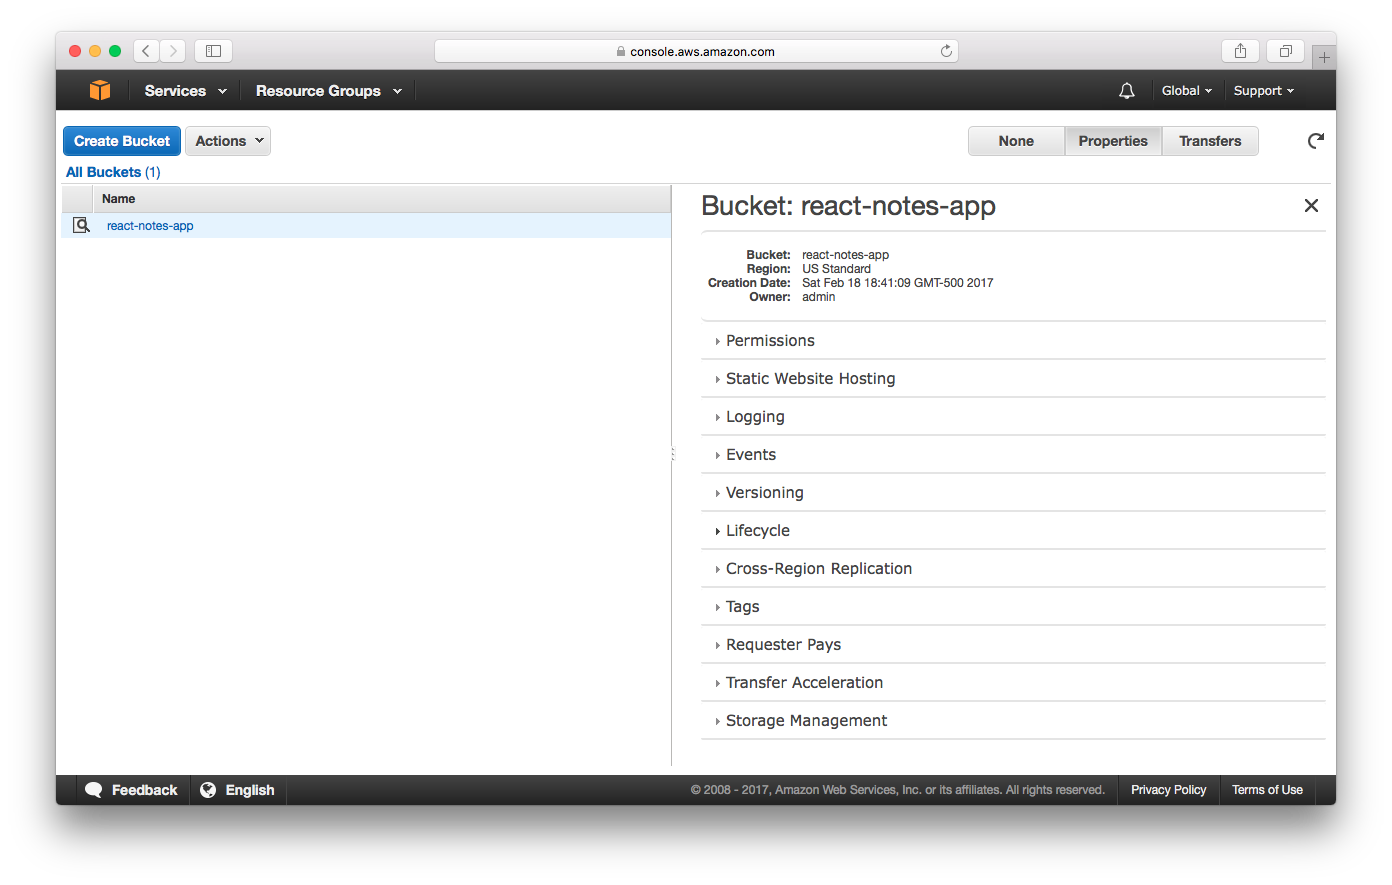 console.aws.amazon.com
Services Resource Groups Global Support
Create Bucket Actions None Properties Transfers
All Buckets (1)
Name
react-notes-app
Bucket: react-notes-app
Bucket: react-notes-app
Region: US Standard
Creation Date: Sat Feb 18 18:41:09 GMT-500 2017
Owner: admin
Permissions
Static Website Hosting
Logging
Events
Versioning
Lifecycle
Cross-Region Replication
Tags
Requester Pays
Transfer Acceleration
Storage Management
Feedback English © 2008 - 2017, Amazon Web Services, Inc. or its affiliates. All rights reserved. Privacy Policy Terms of Use